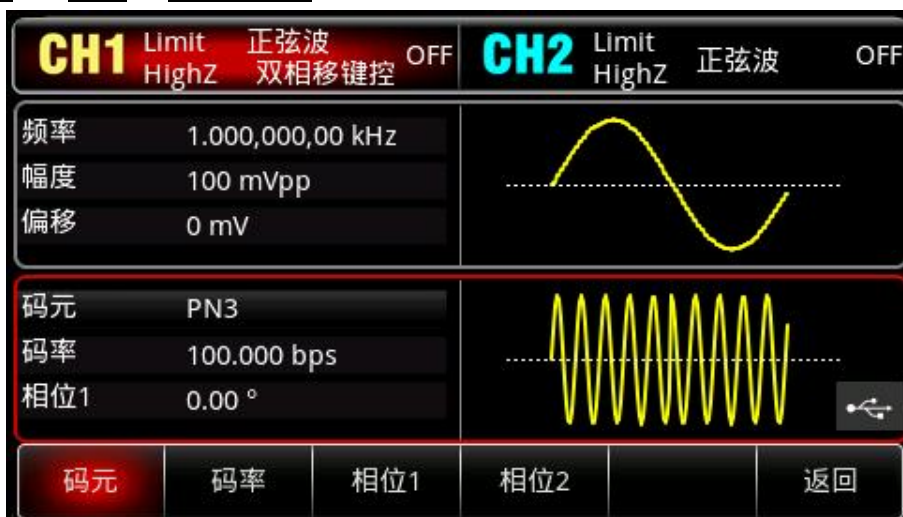 CH1 Limit 正弦波 OFF CH2 Limit 正弦波 OFF
HighZ 双相移键控 HighZ
频率 1.000,000,00 kHz
幅度 100 mVpp
偏移 0 mV
码元 PN3
码率 100.000 bps
相位1 0.00 °
码元 码率 相位1 相位2 返回